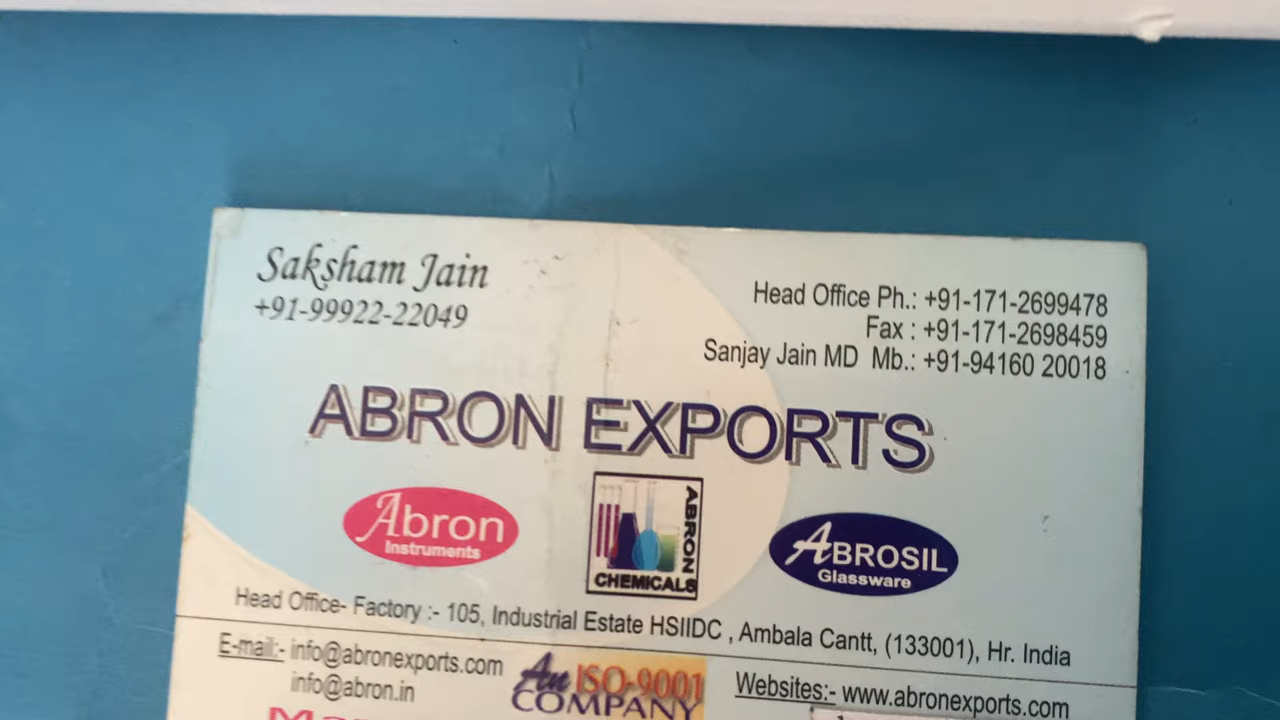 Saksham Jain
+91-99922-22049
Head Office Ph.: +91-171-2699478
Fax : +91-171-2698459
Sanjay Jain MD Mb.: +91-94160 20018
ABRON EXPORTS
Abron
Instruments
ABRON
CHEMICALS
ABROSIL
Glassware
Head Office- Factory :- 105, Industrial Estate HSIIDC , Ambala Cantt, (133001), Hr. India
E-mail:- info@abronexports.com
info@abron.in
An ISO-9001
COMPANY
Websites:- www.abronexports.com